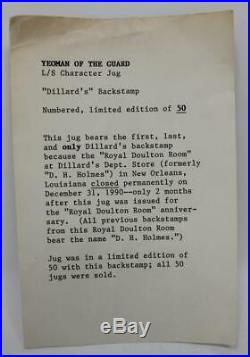 YEOMAN OF THE GUARD
L/S Character Jug
"Dillard's" Backstamp
Numbered, limited edition of 50
This jug bears the first, last,
and only Dillard's backstamp
because the "Royal Doulton Room"
at Dillard's Dept. Store (formerly
"D. H. Holmes") in New Orleans,
Louisiana closed permanently on
December 31, 1990--only 2 months
after this jug was issued for
the "Royal Doulton Room" anniver-
sary. (All previous backstamps
from this Royal Doulton Room
bear the name "D. H. Holmes.")
Jug was in a limited edition of
50 with this backstamp; all 50
jugs were sold.